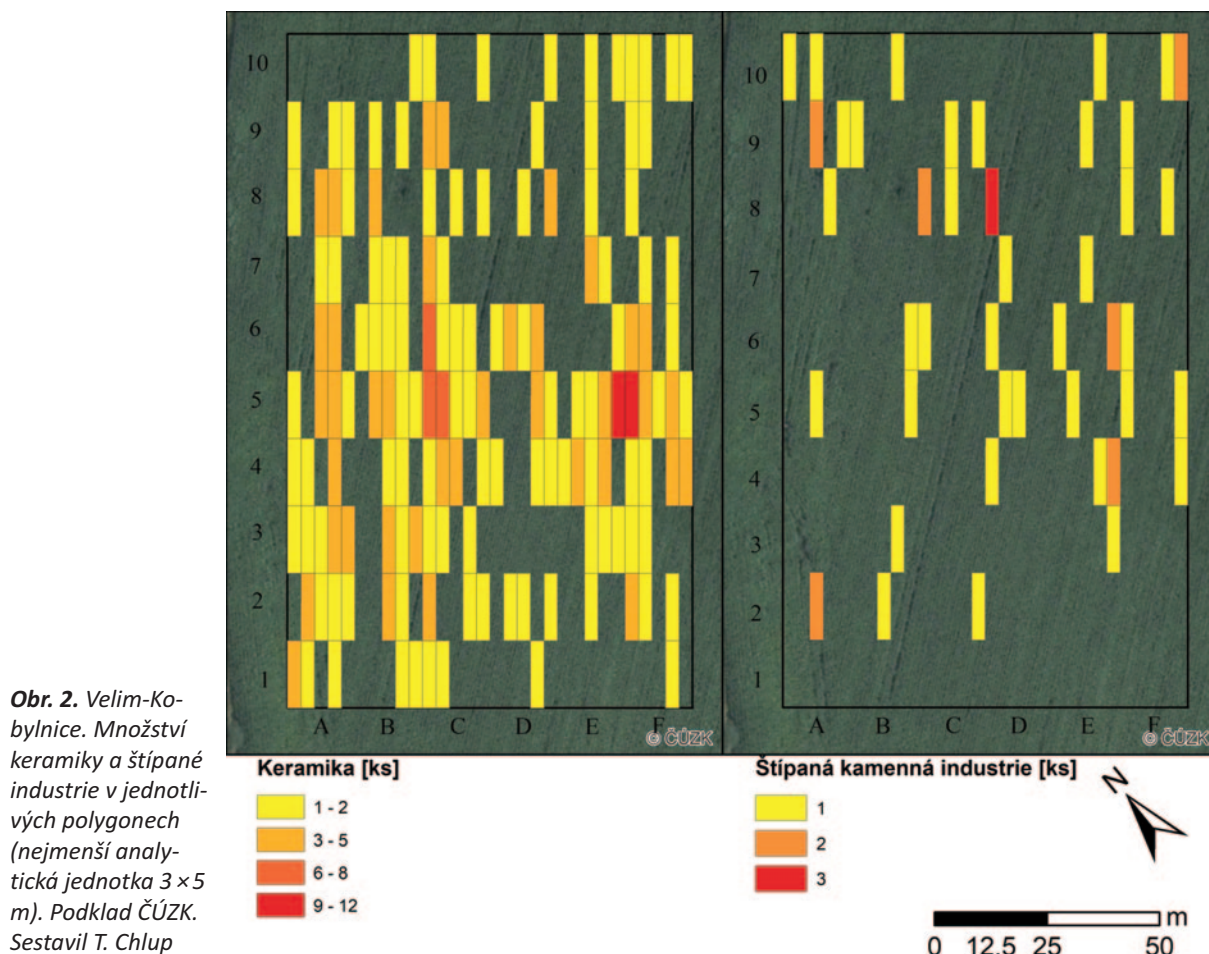 10
9
8
7
6
5
4
3
2
1
A B C D E F
© ČÚZK
10
9
8
7
6
5
4
3
2
1
A B C D E F
© ČÚZK
Keramika [ks]
1 - 2
3 - 5
6 - 8
9 - 12
Štípaná kamenná industrie [ks]
1
2
3
N
m
0 12,5 25 50
Obr. 2. Velim-Ko-
bylnice. Množství
keramiky a štípané
industrie v jednotli-
vých polygonech
(nejmenší analy-
tická jednotka 3 × 5
m). Podklad ČÚZK.
Sestavil T. Chlup